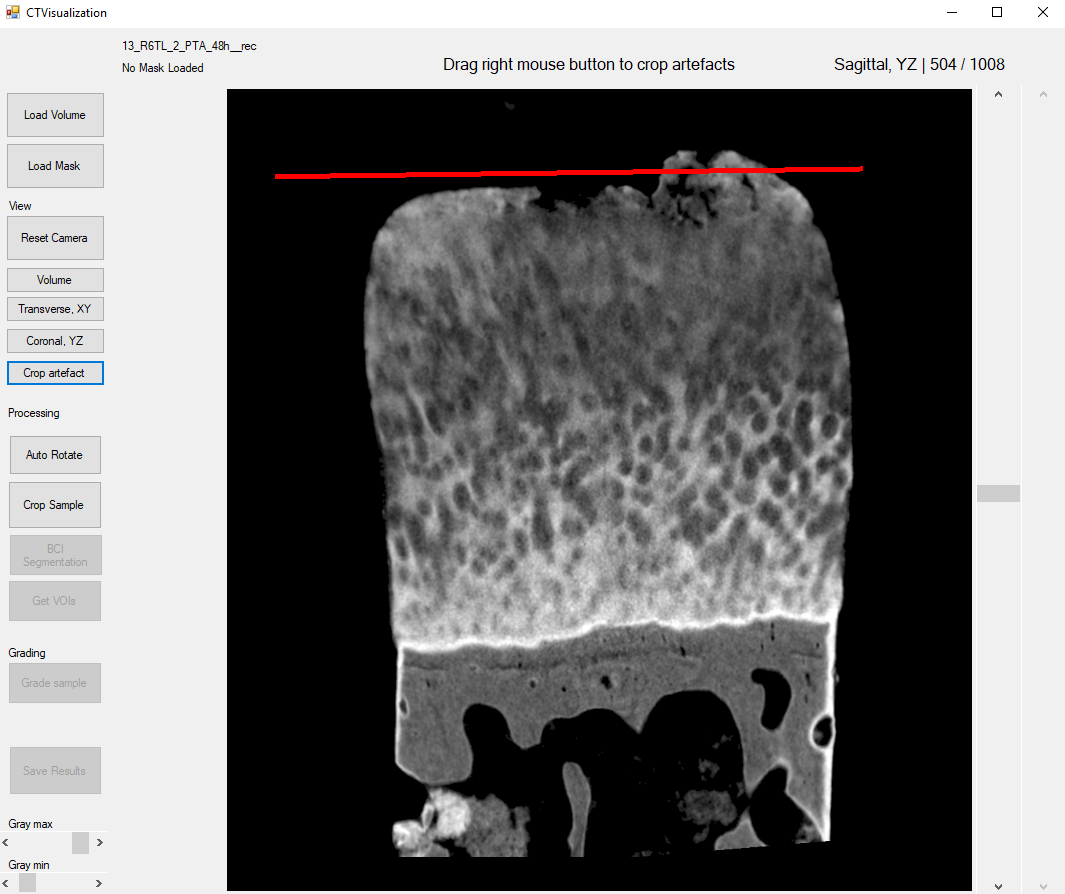 CTVisualization
13_R6TL_2_PTA_48h__rec
No Mask Loaded
Drag right mouse button to crop artefacts
Sagittal, YZ | 504 / 1008
Load Volume
Load Mask
View
Reset Camera
Volume
Transverse, XY
Coronal, YZ
Crop artefact
Processing
Auto Rotate
Crop Sample
BCI
Segmentation
Get VOIs
Grading
Grade sample
Save Results
Gray max
Gray min